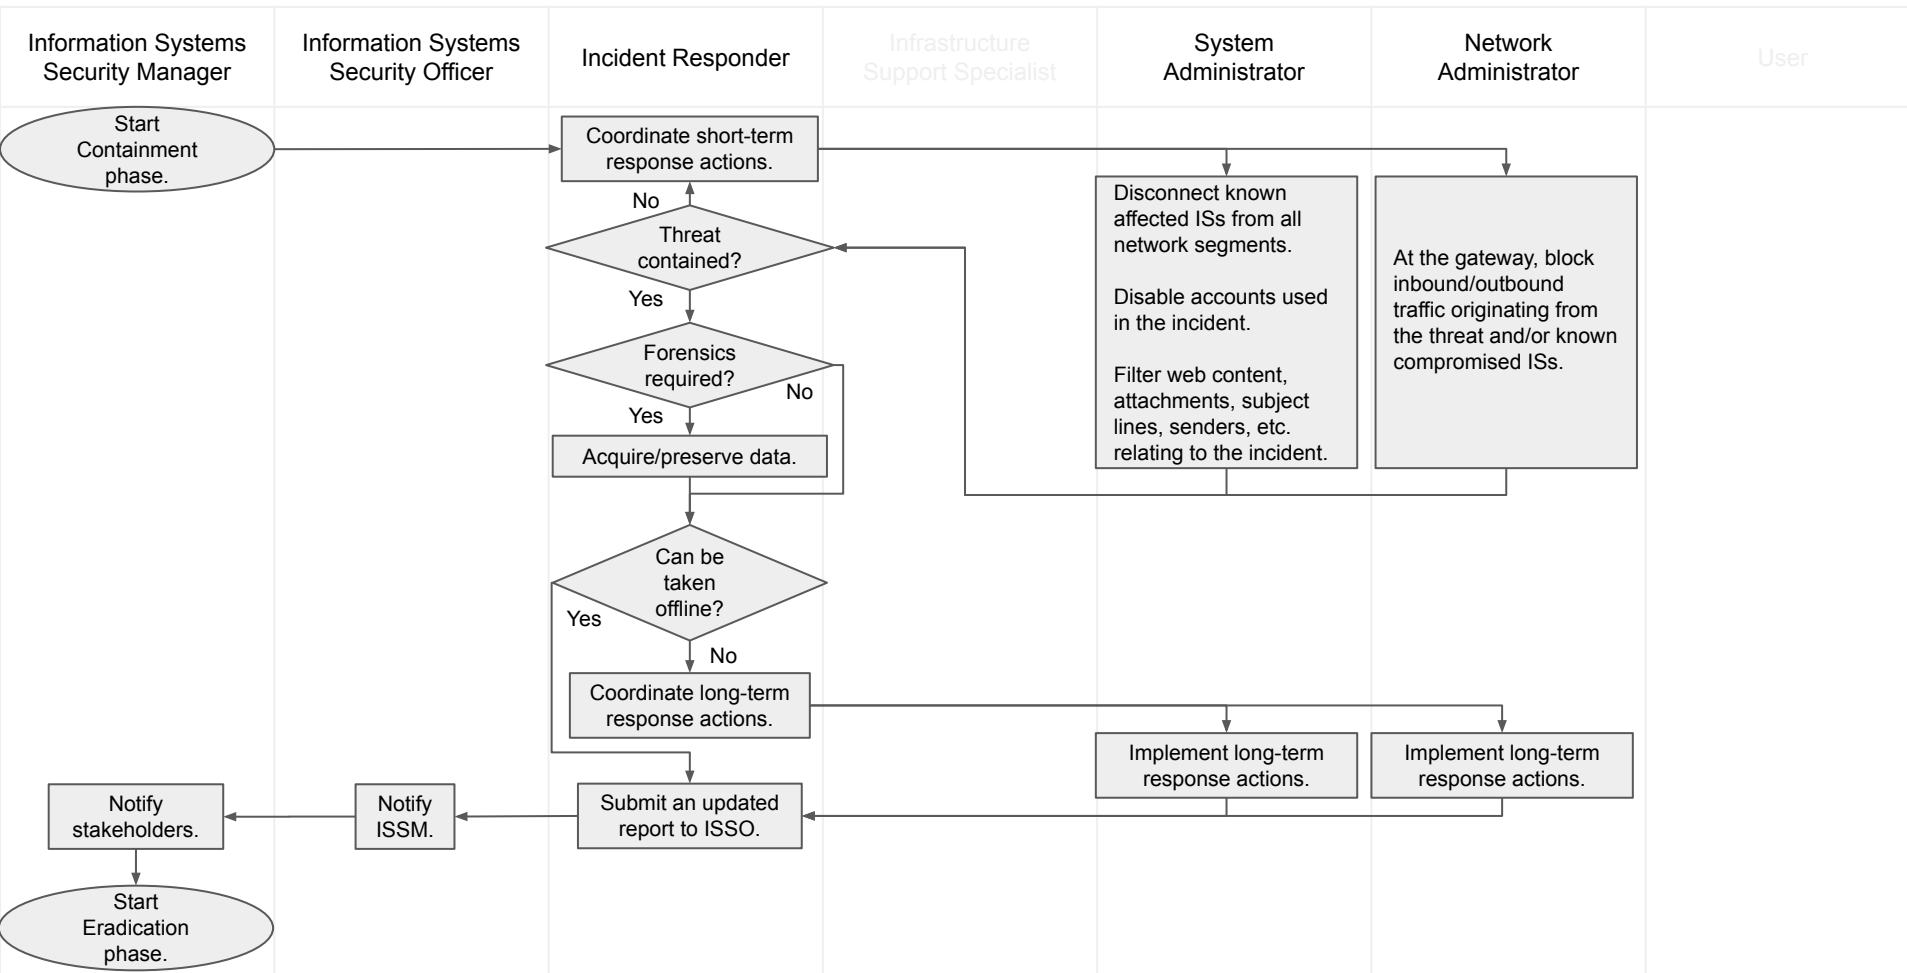 Information Systems
Security Manager
Information Systems
Security Officer
Incident Responder
Infrastructure
Support Specialist
System
Administrator
Network
Administrator
User
Start
Containment
phase.
Coordinate short-term
response actions.
No
Threat
contained?
Yes
Forensics
required?
No
Yes
Acquire/preserve data.
Disconnect known
affected ISs from all
network segments.
Disable accounts used
in the incident.
Filter web content,
attachments, subject
lines, senders, etc.
relating to the incident.
At the gateway, block
inbound/outbound
traffic originating from
the threat and/or known
compromised ISs.
Can be
taken
offline?
Yes
No
Coordinate long-term
response actions.
Implement long-term
response actions.
Implement long-term
response actions.
Submit an updated
report to ISSO.
Notify
ISSM.
Notify
stakeholders.
Start
Eradication
phase.